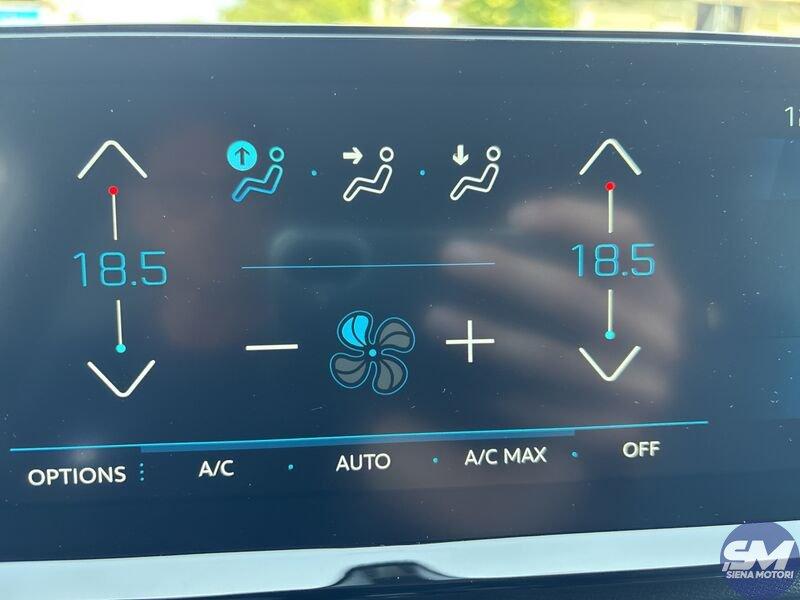 18.5
18.5
OPTIONS A/C AUTO A/C MAX OFF
SM
SIENA MOTORI